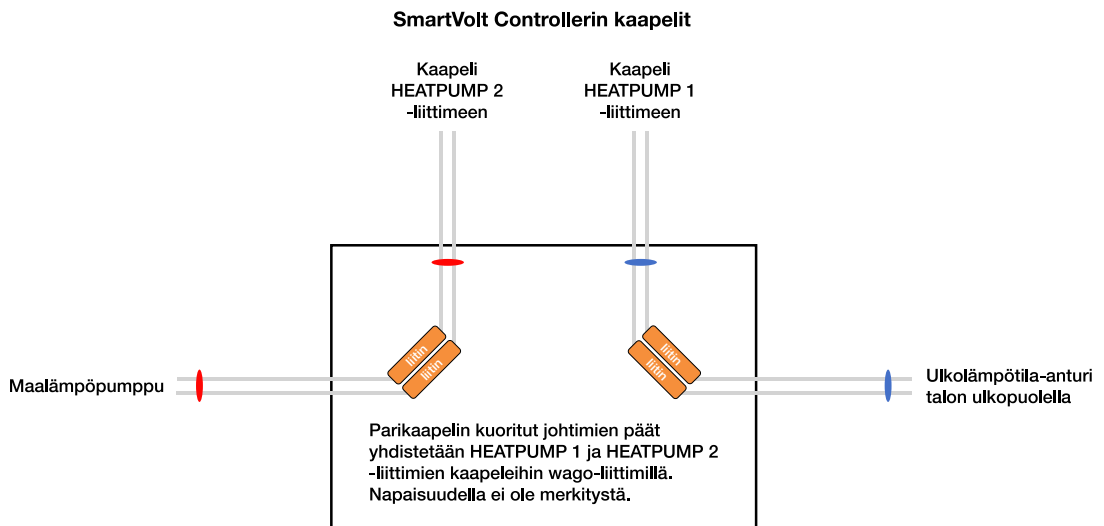 SmartVolt Controllerin kaapelit
Kaapeli
HEATPUMP 2
-liittimeen
Kaapeli
HEATPUMP 1
-liittimeen
liitin
liitin
liitin
liitin
Maalämpöpumppu
Ulkolämpötila-anturi
talon ulkopuolella
Parikaapelin kuoritut johtimien päät
yhdistetään HEATPUMP 1 ja HEATPUMP 2
-liittimien kaapeleihin wago-liittimillä.
Napaisuudella ei ole merkitystä.